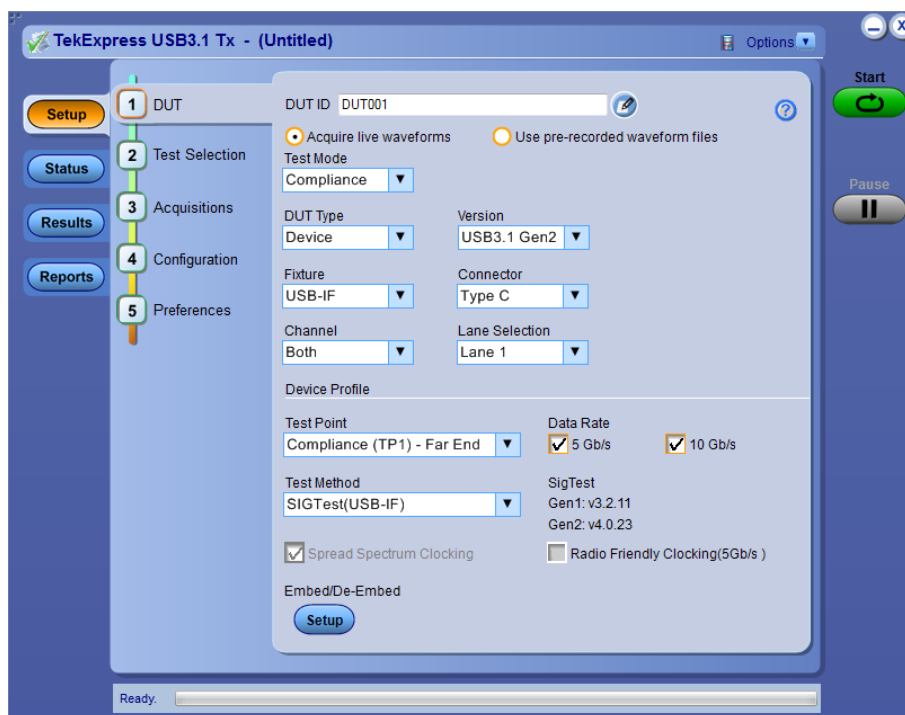 TekExpress USB3.1 Tx - (Untitled)
Options
X
Start
Pause
Setup
Status
Results
Reports
1 DUT
2 Test Selection
3 Acquisitions
4 Configuration
5 Preferences
DUT ID DUT001
?
Acquire live waveforms Use pre-recorded waveform files
Test Mode
Compliance
DUT Type Version
Device USB3.1 Gen2
Fixture Connector
USB-IF Type C
Channel Lane Selection
Both Lane 1
Device Profile
Test Point Data Rate
Compliance (TP1) - Far End 5 Gb/s 10 Gb/s
Test Method SigTest
SIGTest(USB-IF) Gen1: v3.2.11
Gen2: v4.0.23
Spread Spectrum Clocking Radio Friendly Clocking(5Gb/s )
Embed/De-Embed
Setup
Ready.